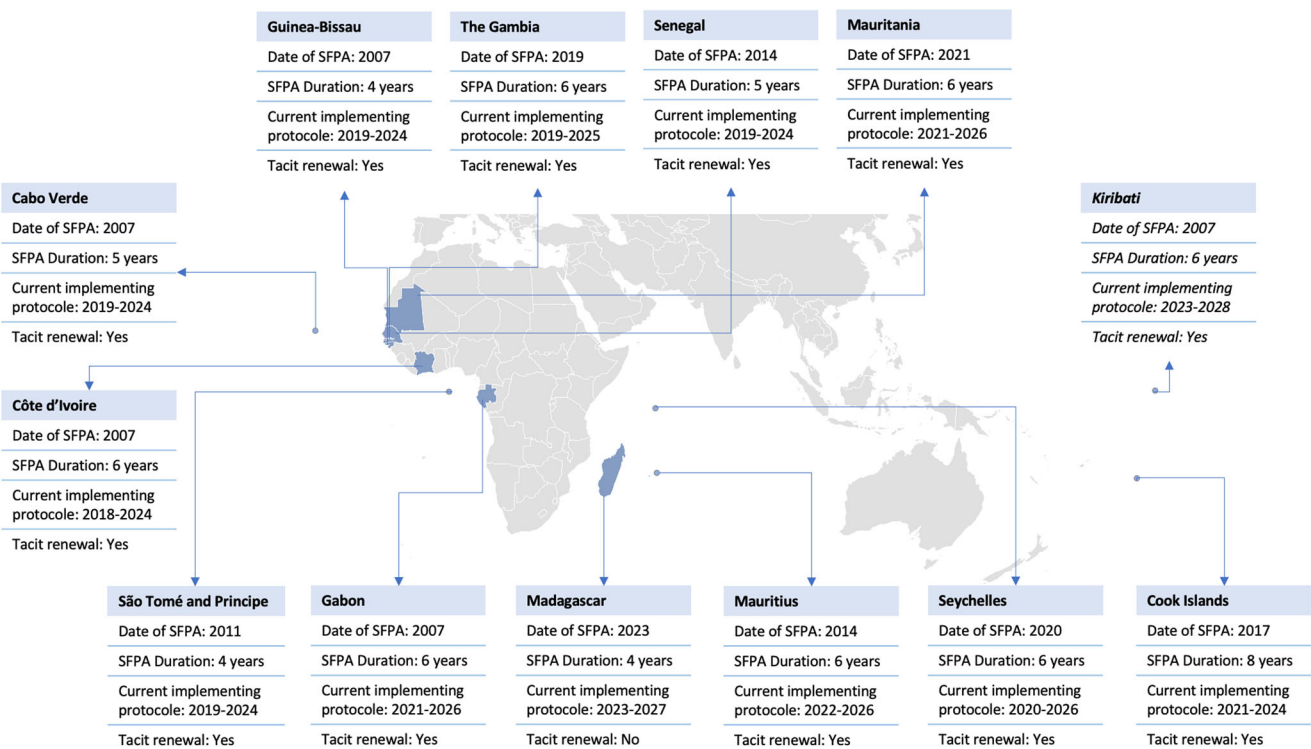 Guinea-Bissau
Date of SFPA: 2007
SFPA Duration: 4 years
Current implementing
protocole: 2019-2024
Tacit renewal: Yes
The Gambia
Date of SFPA: 2019
SFPA Duration: 6 years
Current implementing
protocole: 2019-2025
Tacit renewal: Yes
Senegal
Date of SFPA: 2014
SFPA Duration: 5 years
Current implementing
protocole: 2019-2024
Tacit renewal: Yes
Mauritania
Date of SFPA: 2021
SFPA Duration: 6 years
Current implementing
protocole: 2021-2026
Tacit renewal: Yes
Cabo Verde
Date of SFPA: 2007
SFPA Duration: 5 years
Current implementing
protocole: 2019-2024
Tacit renewal: Yes
Kiribati
Date of SFPA: 2007
SFPA Duration: 6 years
Current implementing
protocole: 2023-2028
Tacit renewal: Yes
Côte d’Ivoire
Date of SFPA: 2007
SFPA Duration: 6 years
Current implementing
protocole: 2018-2024
Tacit renewal: Yes
São Tomé and Principe
Date of SFPA: 2011
SFPA Duration: 4 years
Current implementing
protocole: 2019-2024
Tacit renewal: Yes
Gabon
Date of SFPA: 2007
SFPA Duration: 6 years
Current implementing
protocole: 2021-2026
Tacit renewal: Yes
Madagascar
Date of SFPA: 2023
SFPA Duration: 4 years
Current implementing
protocole: 2023-2027
Tacit renewal: No
Mauritius
Date of SFPA: 2014
SFPA Duration: 6 years
Current implementing
protocole: 2022-2026
Tacit renewal: Yes
Seychelles
Date of SFPA: 2020
SFPA Duration: 6 years
Current implementing
protocole: 2020-2026
Tacit renewal: Yes
Cook Islands
Date of SFPA: 2017
SFPA Duration: 8 years
Current implementing
protocole: 2021-2024
Tacit renewal: Yes